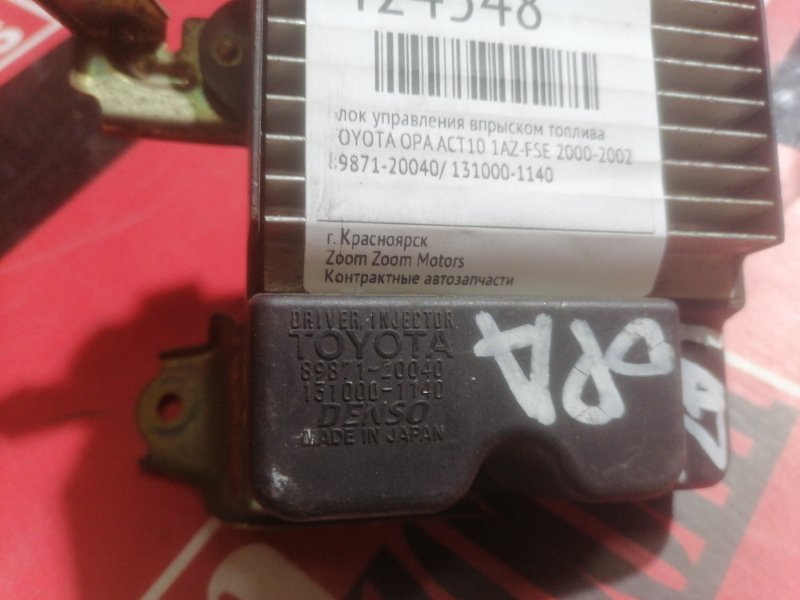 124548
лок управления впрыском топлива
OYOTA OPA ACT10 1AZ-FSE 2000-2002
89871-20040/ 131000-1140
г. Красноярск
Zoom Zoom Motors
Контрактные автозапчасти
DRIVER, INJECTOR
TOYOTA
89871-20040
131000-1140
DENSO
MADE IN JAPAN
OPA